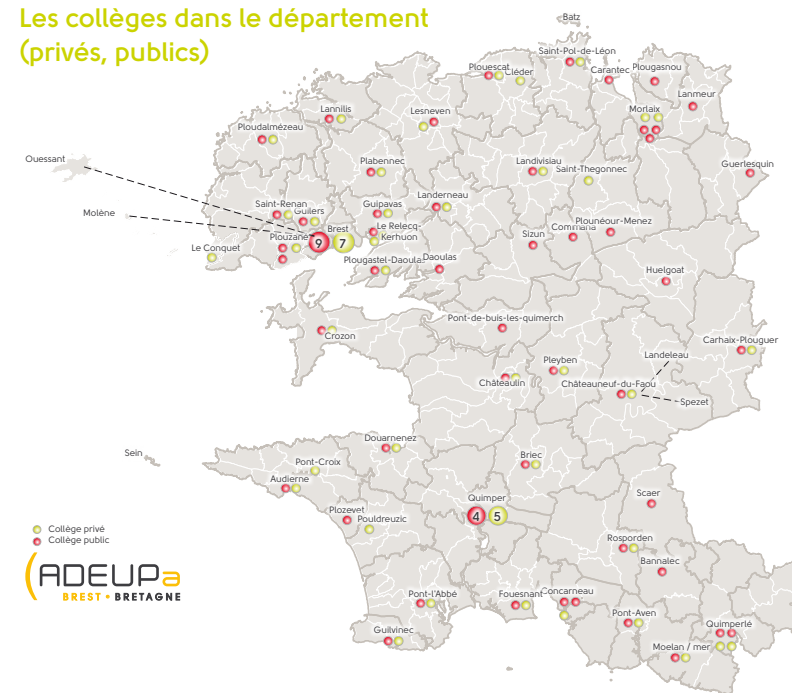 Les collèges dans le département
(privés, publics)
Batz
Saint-Pol-de-Léon
Plouescat
Cléder
Carantec
Plougasnou
Lanmeur
Lannilis
Lesneven
Morlaix
Ploudalmézeau
Ouessant
Plabennec
Landivisiau
Saint-Thegonnec
Guerlesquin
Landerneau
Saint-Renan
Guilers
Guipavas
Molène
Brest
Le Relecq-
Kerhuon
Plounéour-Menez
Commana
Sizun
Plouzané
9
7
Le Conquet
Plougastel-Daoulas
Daoulas
Huelgoat
Pont-de-buis-les-quimerch
Crozon
Carhaix-Plouguer
Landeleau
Pleyben
Châteaulin
Châteauneuf-du-Faou
Spezet
Douarnenez
Sein
Briec
Pont-Croix
Audierne
Quimper
4
5
Scaer
Plozevet
Pouldreuzic
Collège privé
Collège public
Rosporden
Bannalec
ADEUPa
BREST • BRETAGNE
Pont-l'Abbé
Fouesnant
Concarneau
Pont-Aven
Quimperlé
Guilvinec
Moelan / mer